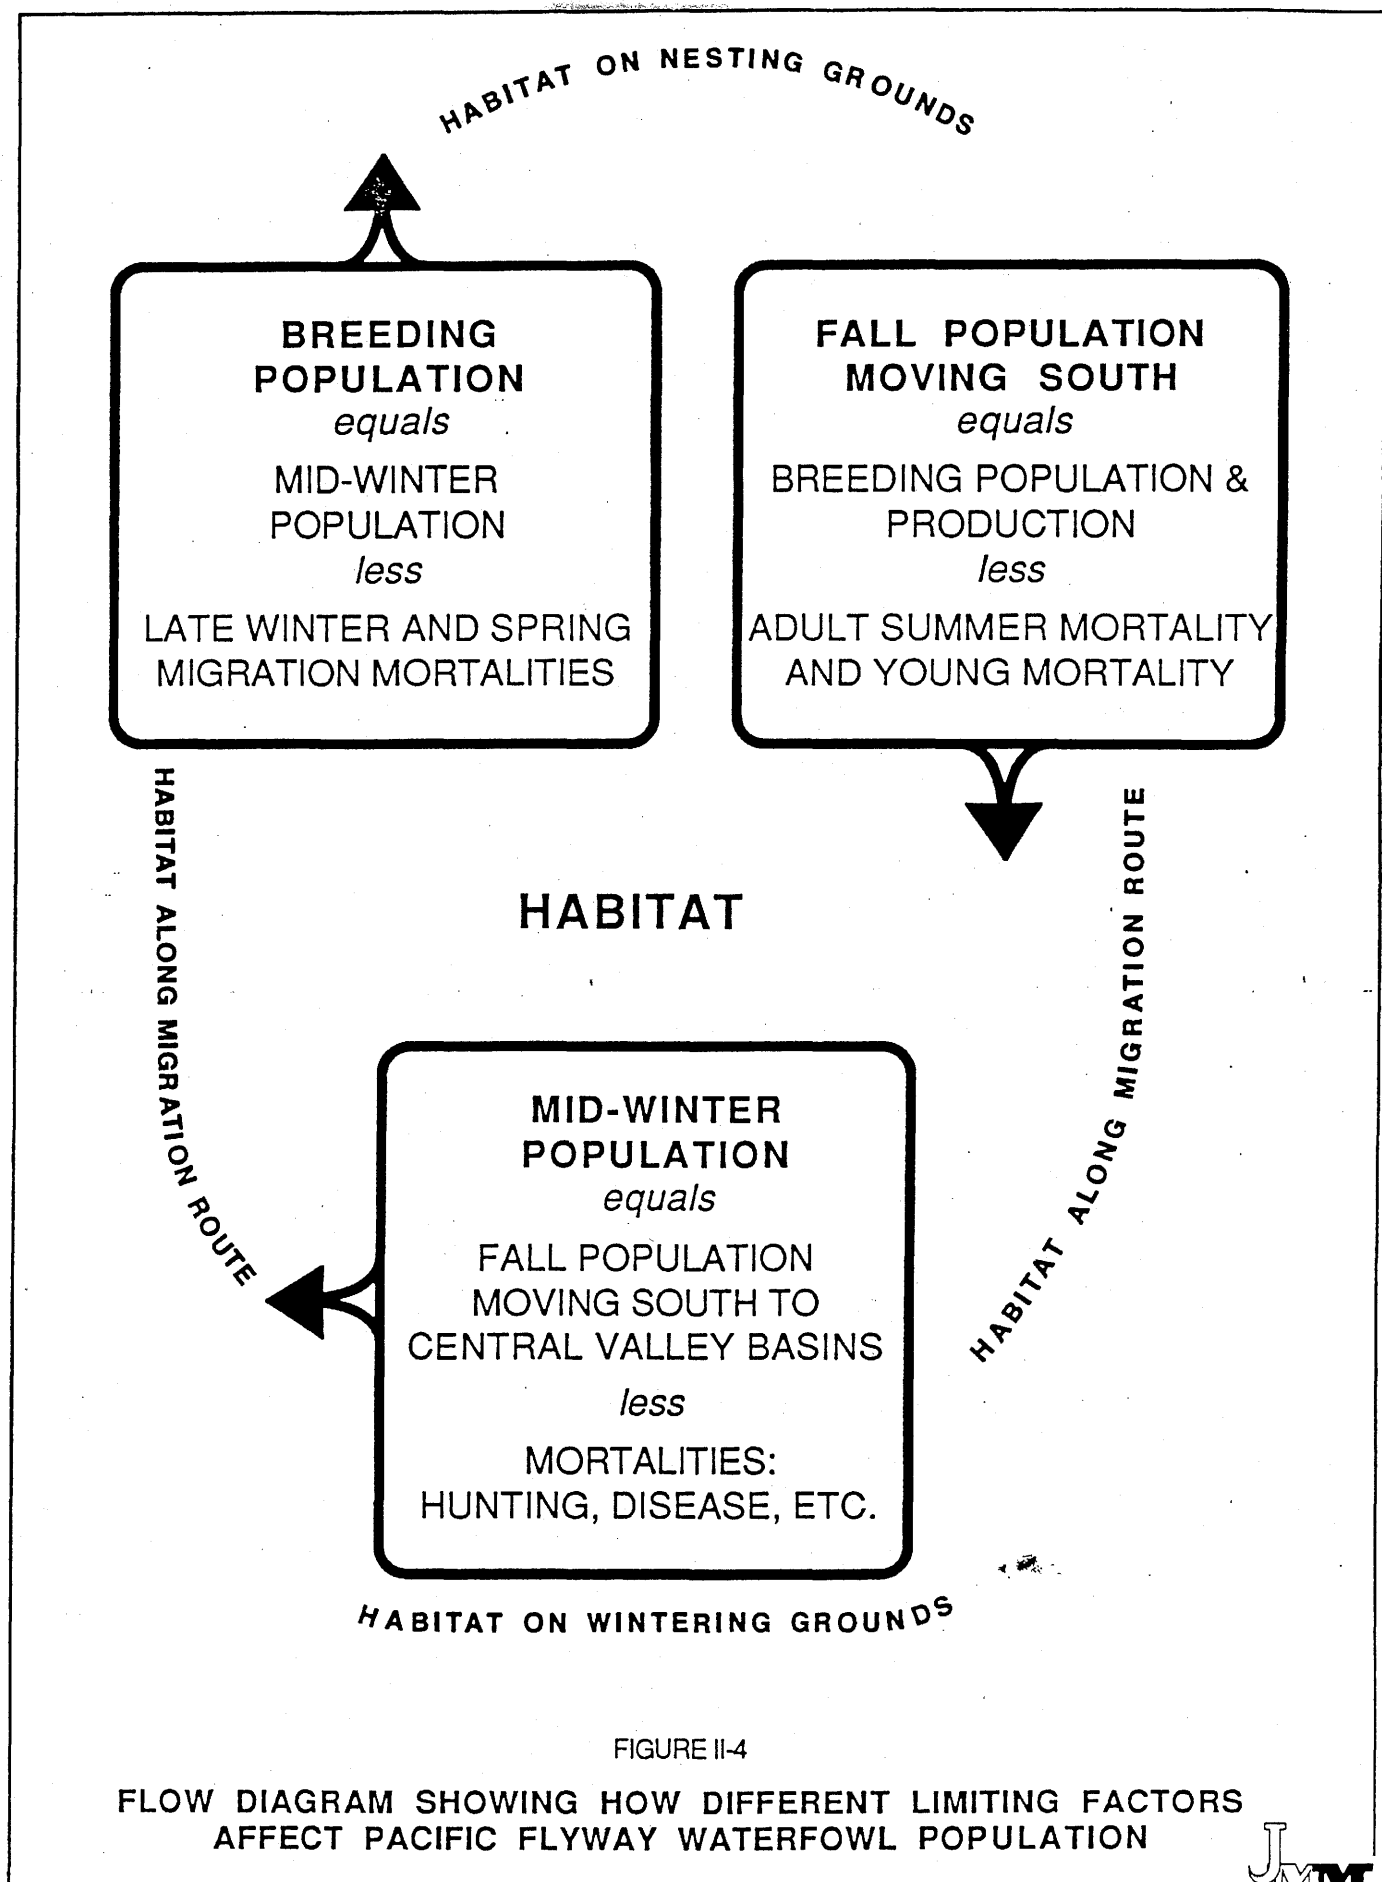 HABITAT ON NESTING GROUNDS
BREEDING
POPULATION
equals
MID-WINTER
POPULATION
less
LATE WINTER AND SPRING
MIGRATION MORTALITIES
FALL POPULATION
MOVING SOUTH
equals
BREEDING POPULATION &
PRODUCTION
less
ADULT SUMMER MORTALITY
AND YOUNG MORTALITY
HABITAT ALONG MIGRATION ROUTE
HABITAT
HABITAT ALONG MIGRATION ROUTE
MID-WINTER
POPULATION
equals
FALL POPULATION
MOVING SOUTH TO
CENTRAL VALLEY BASINS
less
MORTALITIES:
HUNTING, DISEASE, ETC.
HABITAT ON WINTERING GROUNDS
FIGURE II-4
FLOW DIAGRAM SHOWING HOW DIFFERENT LIMITING FACTORS
AFFECT PACIFIC FLYWAY WATERFOWL POPULATION
JMM